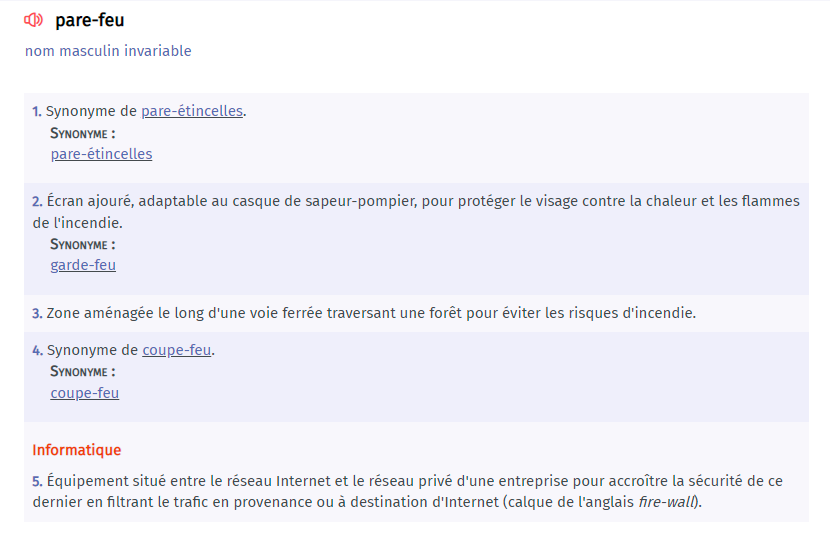 pare-feu
nom masculin invariable
1. Synonyme de pare-étincelles.
Synonyme :
pare-étincelles
2. Écran ajouré, adaptable au casque de sapeur-pompier, pour protéger le visage contre la chaleur et les flammes
de l'incendie.
Synonyme :
garde-feu
3. Zone aménagée le long d'une voie ferrée traversant une forêt pour éviter les risques d'incendie.
4. Synonyme de coupe-feu.
Synonyme :
coupe-feu
Informatique
5. Équipement situé entre le réseau Internet et le réseau privé d'une entreprise pour accroître la sécurité de ce
dernier en filtrant le trafic en provenance ou à destination d'Internet (calque de l'anglais fire-wall).